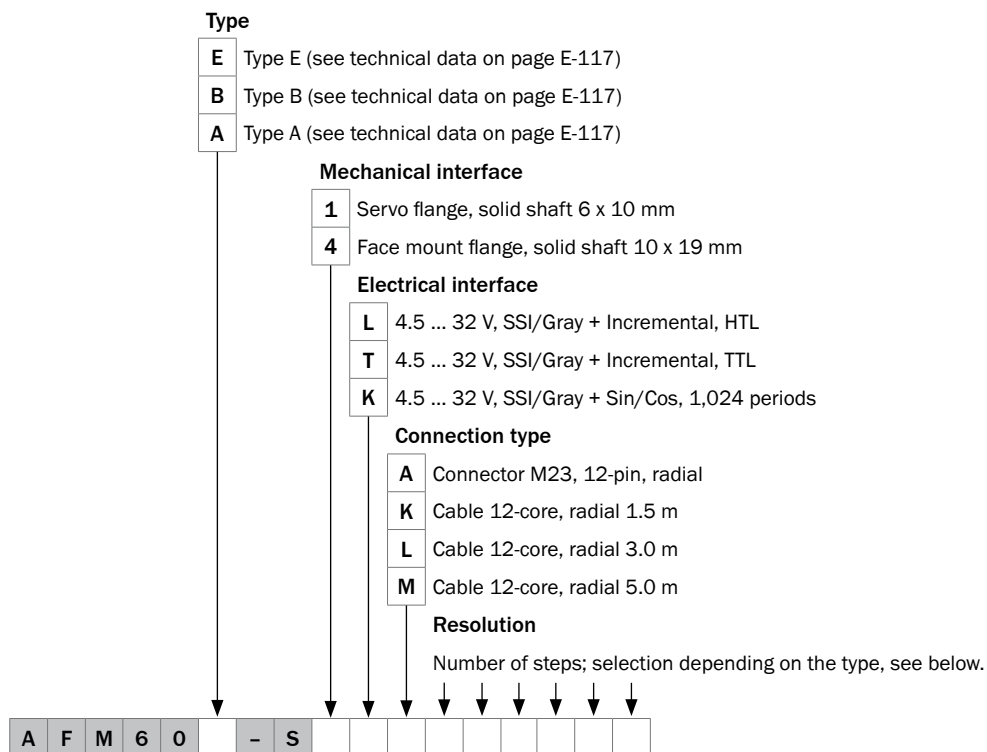 Type
E Type E (see technical data on page E-117)
B Type B (see technical data on page E-117)
A Type A (see technical data on page E-117)
Mechanical interface
1 Servo flange, solid shaft 6 x 10 mm
4 Face mount flange, solid shaft 10 x 19 mm
Electrical interface
L 4.5 ... 32 V, SSI/Gray + Incremental, HTL
T 4.5 ... 32 V, SSI/Gray + Incremental, TTL
K 4.5 ... 32 V, SSI/Gray + Sin/Cos, 1,024 periods
Connection type
A Connector M23, 12-pin, radial
K Cable 12-core, radial 1.5 m
L Cable 12-core, radial 3.0 m
M Cable 12-core, radial 5.0 m
Resolution
Number of steps; selection depending on the type, see below.
A F M 6 0 – S